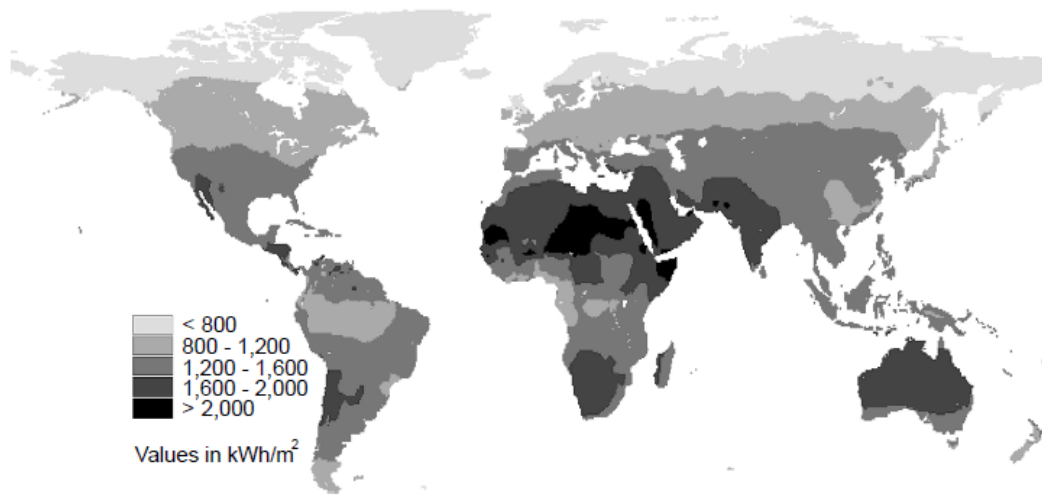 < 800
800 - 1,200
1,200 - 1,600
1,600 - 2,000
> 2,000
Values in kWh/m²